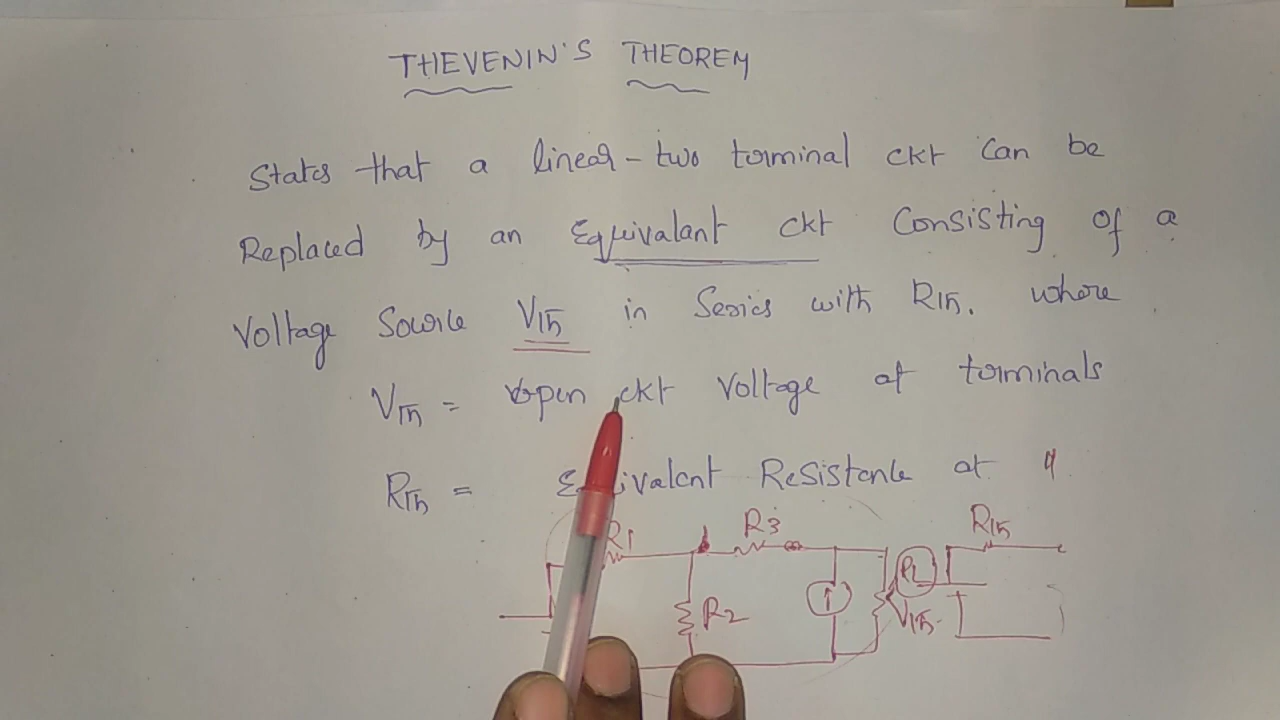 THEVENIN'S THEOREM
States that a linear-two terminal ckt can be
Replaced by an Equivalant ckt Consisting of a
Voltage Source VTh in Series with RTh. where
VTh = open ckt Voltage at terminals
RTh = Equivalent Resistance at
R1 R3 RTh
R2 RL VTh